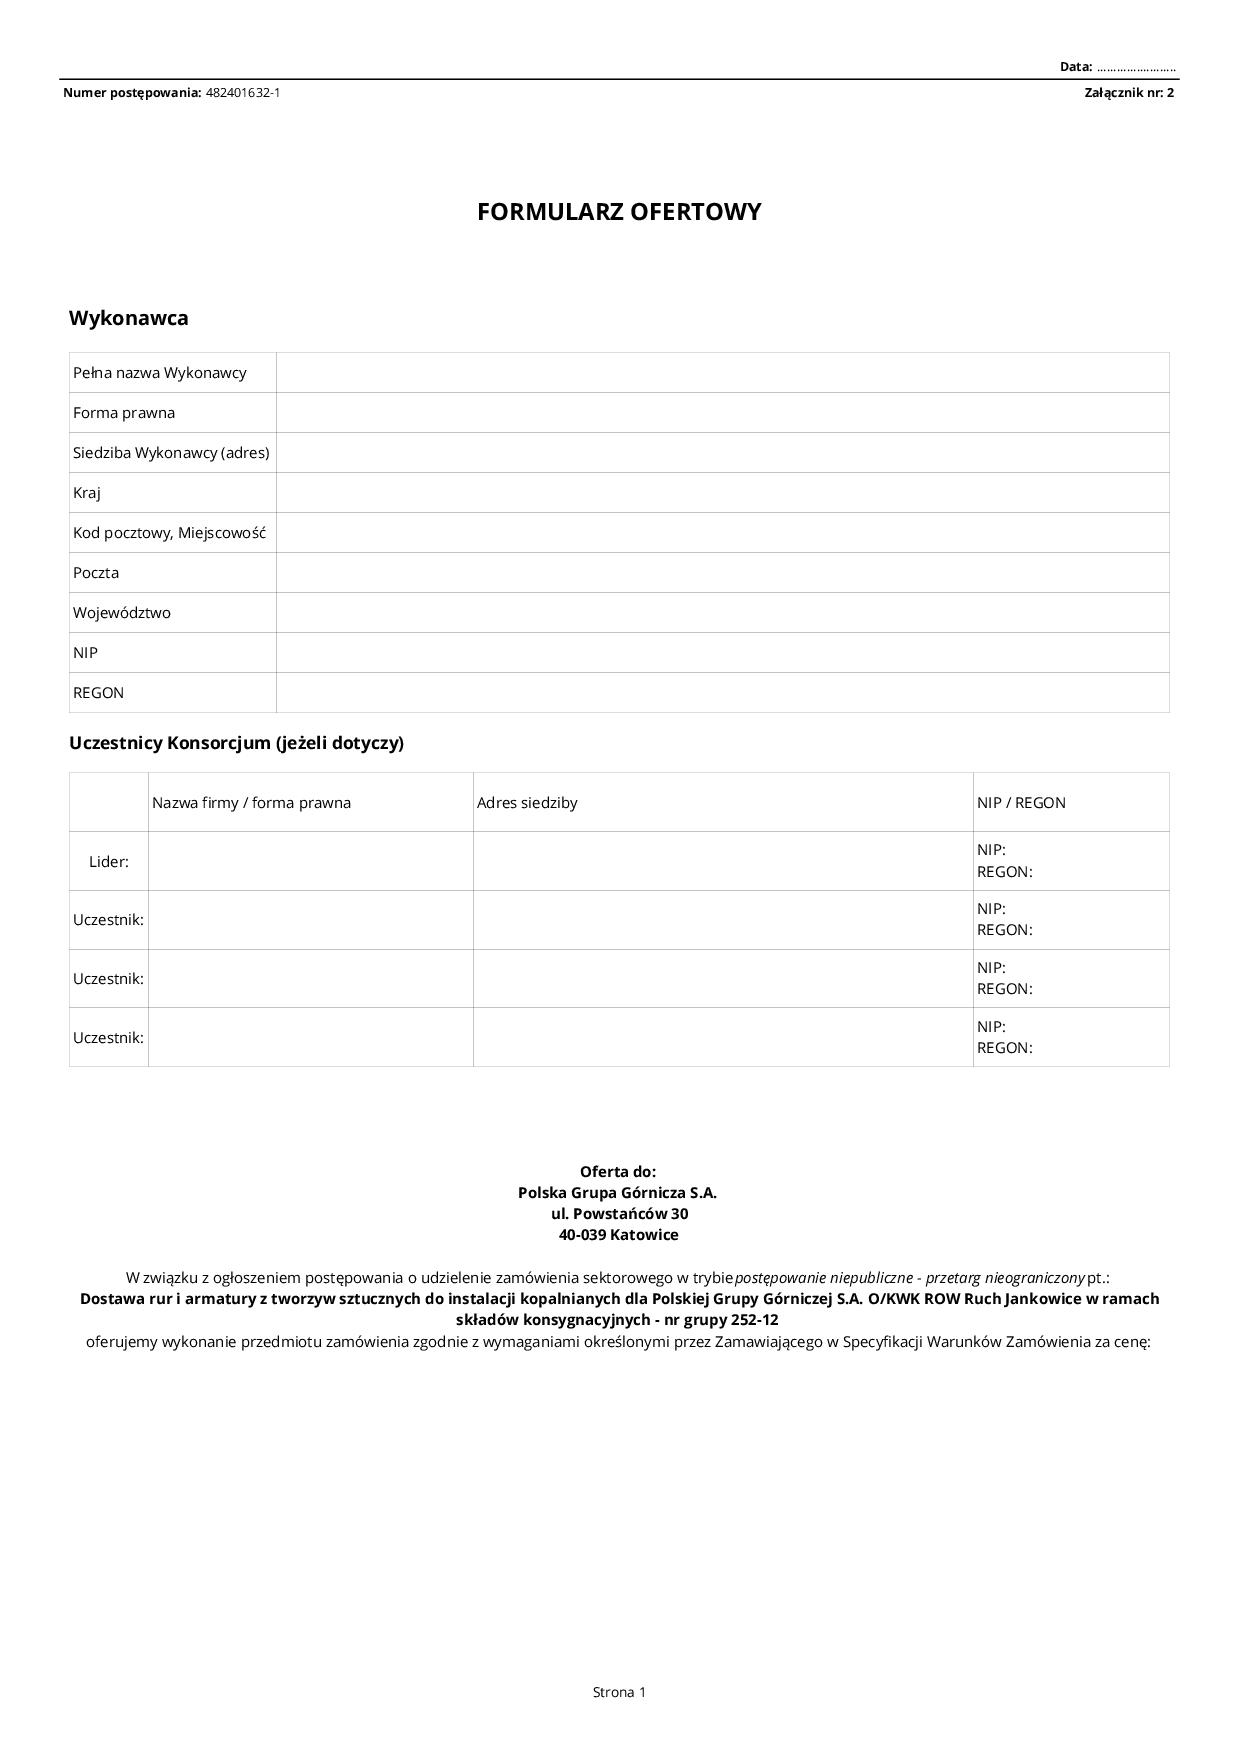 Data: ........................
Numer postępowania: 482401632-1 Załącznik nr: 2
FORMULARZ OFERTOWY
Wykonawca
Pełna nazwa Wykonawcy
Forma prawna
Siedziba Wykonawcy (adres)
Kraj
Kod pocztowy, Miejscowość
Poczta
Województwo
NIP
REGON
Uczestnicy Konsorcjum (jeżeli dotyczy)
Nazwa firmy / forma prawna Adres siedziby NIP / REGON
Lider: NIP:
REGON:
Uczestnik: NIP:
REGON:
Uczestnik: NIP:
REGON:
Uczestnik: NIP:
REGON:
Oferta do:
Polska Grupa Górnicza S.A.
ul. Powstańców 30
40-039 Katowice
W związku z ogłoszeniem postępowania o udzielenie zamówienia sektorowego w trybie postępowanie niepubliczne - przetarg nieograniczony pt.:
Dostawa rur i armatury z tworzyw sztucznych do instalacji kopalnianych dla Polskiej Grupy Górniczej S.A. O/KWK ROW Ruch Jankowice w ramach
składów konsygnacyjnych - nr grupy 252-12
oferujemy wykonanie przedmiotu zamówienia zgodnie z wymaganiami określonymi przez Zamawiającego w Specyfikacji Warunków Zamówienia za cenę:
Strona 1